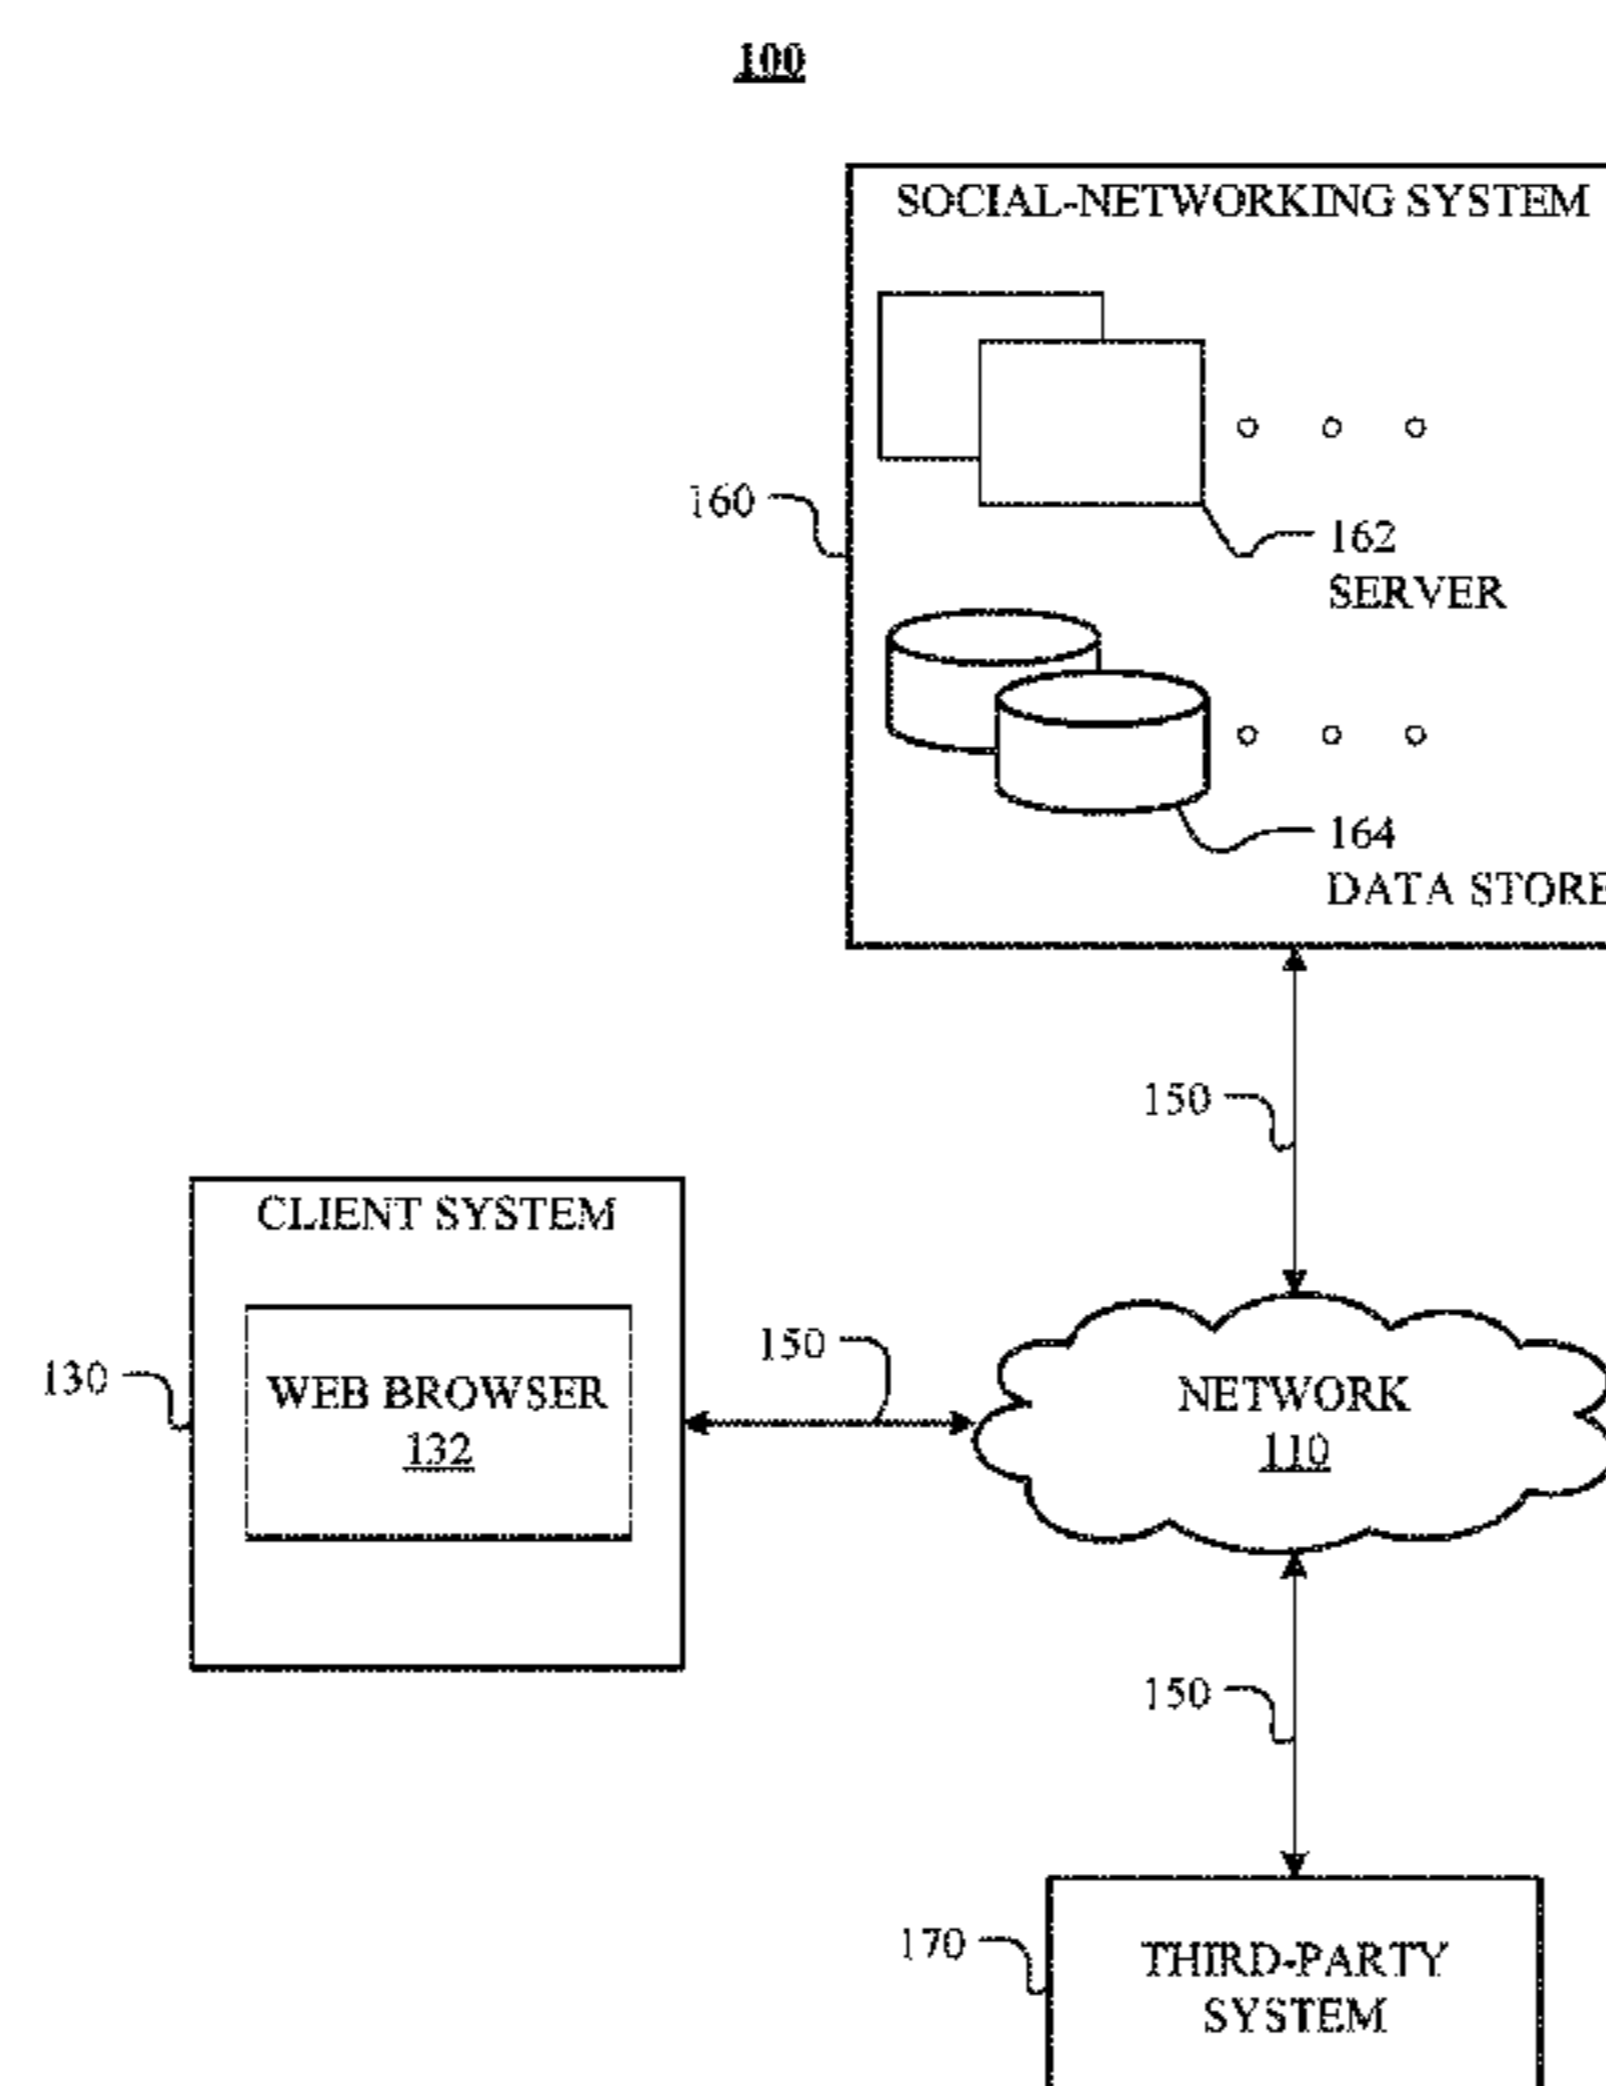 100
SOCIAL-NETWORKING SYSTEM
160
162
SERVER
164
DATA STORE
150
CLIENT SYSTEM
150
130
WEB BROWSER
132
NETWORK
110
150
170
THIRD-PARTY
SYSTEM